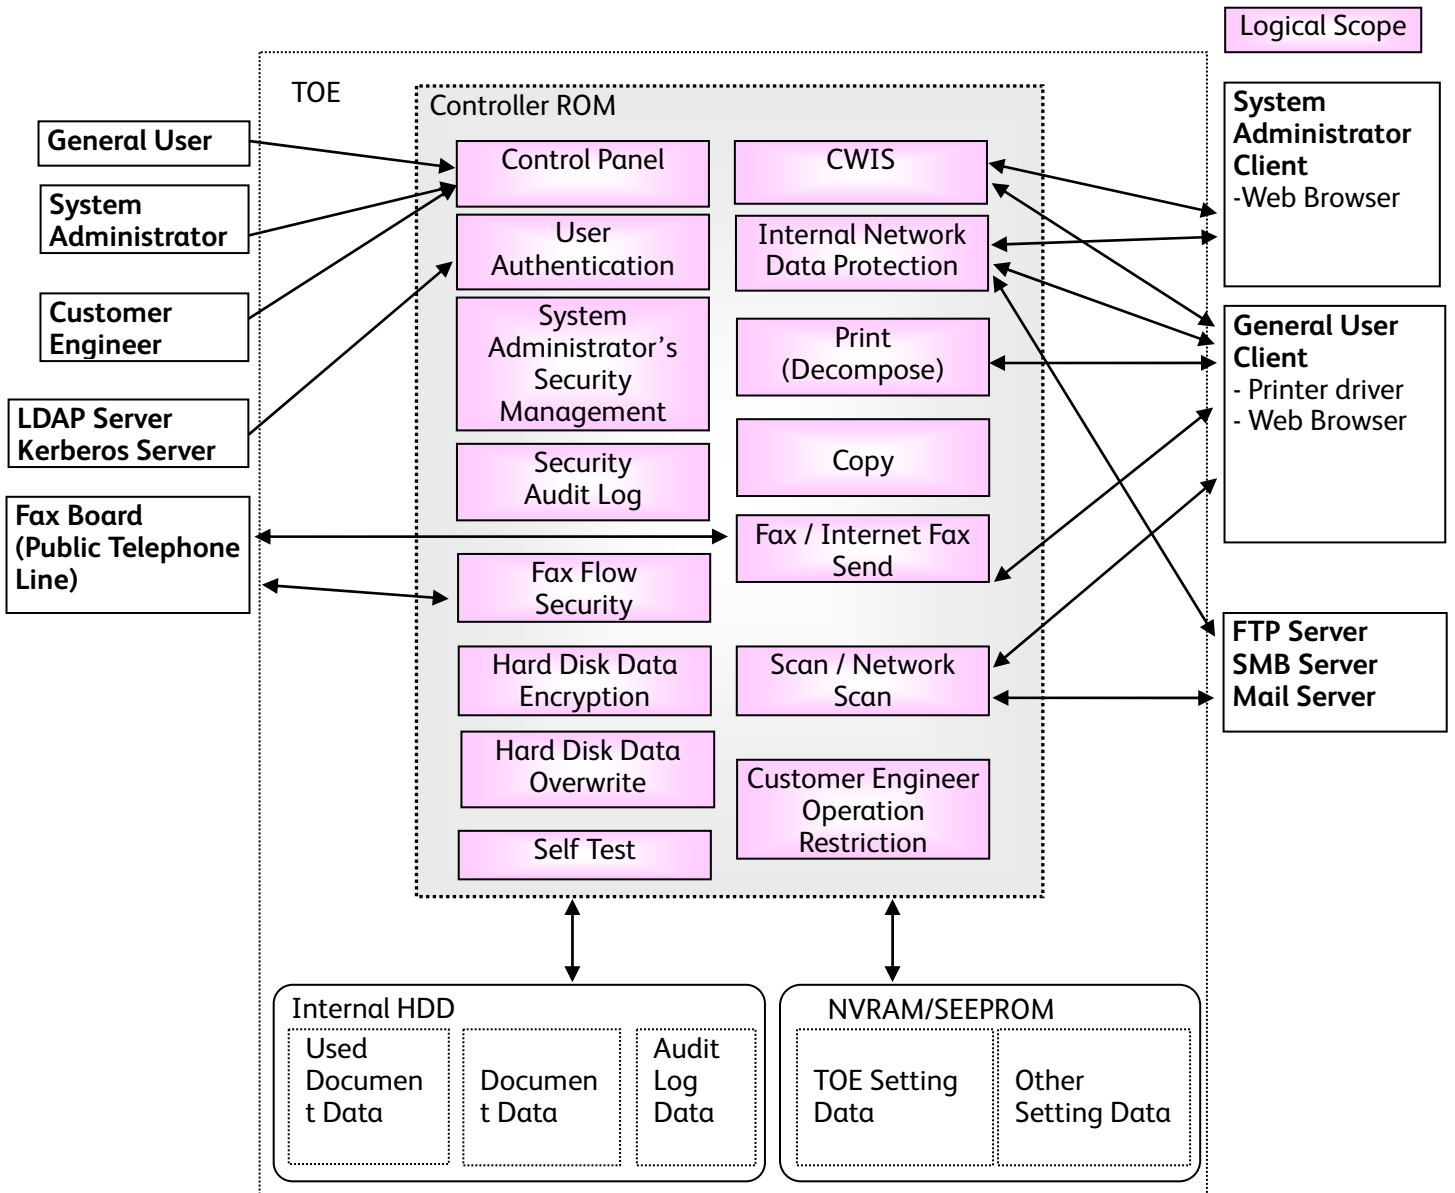 Logical Scope
TOE
Controller ROM
General User
System
Administrator
Customer
Engineer
LDAP Server
Kerberos Server
Fax Board
(Public Telephone
Line)
Control Panel
User
Authentication
System
Administrator’s
Security
Management
Security
Audit Log
Fax Flow
Security
Hard Disk Data
Encryption
Hard Disk Data
Overwrite
Self Test
CWIS
Internal Network
Data Protection
Print
(Decompose)
Copy
Fax / Internet Fax
Send
Scan / Network
Scan
Customer Engineer
Operation
Restriction
System
Administrator
Client
-Web Browser
General User
Client
- Printer driver
- Web Browser
FTP Server
SMB Server
Mail Server
Internal HDD
Used
Documen
t Data
Documen
t Data
Audit
Log
Data
NVRAM/SEEPROM
TOE Setting
Data
Other
Setting Data